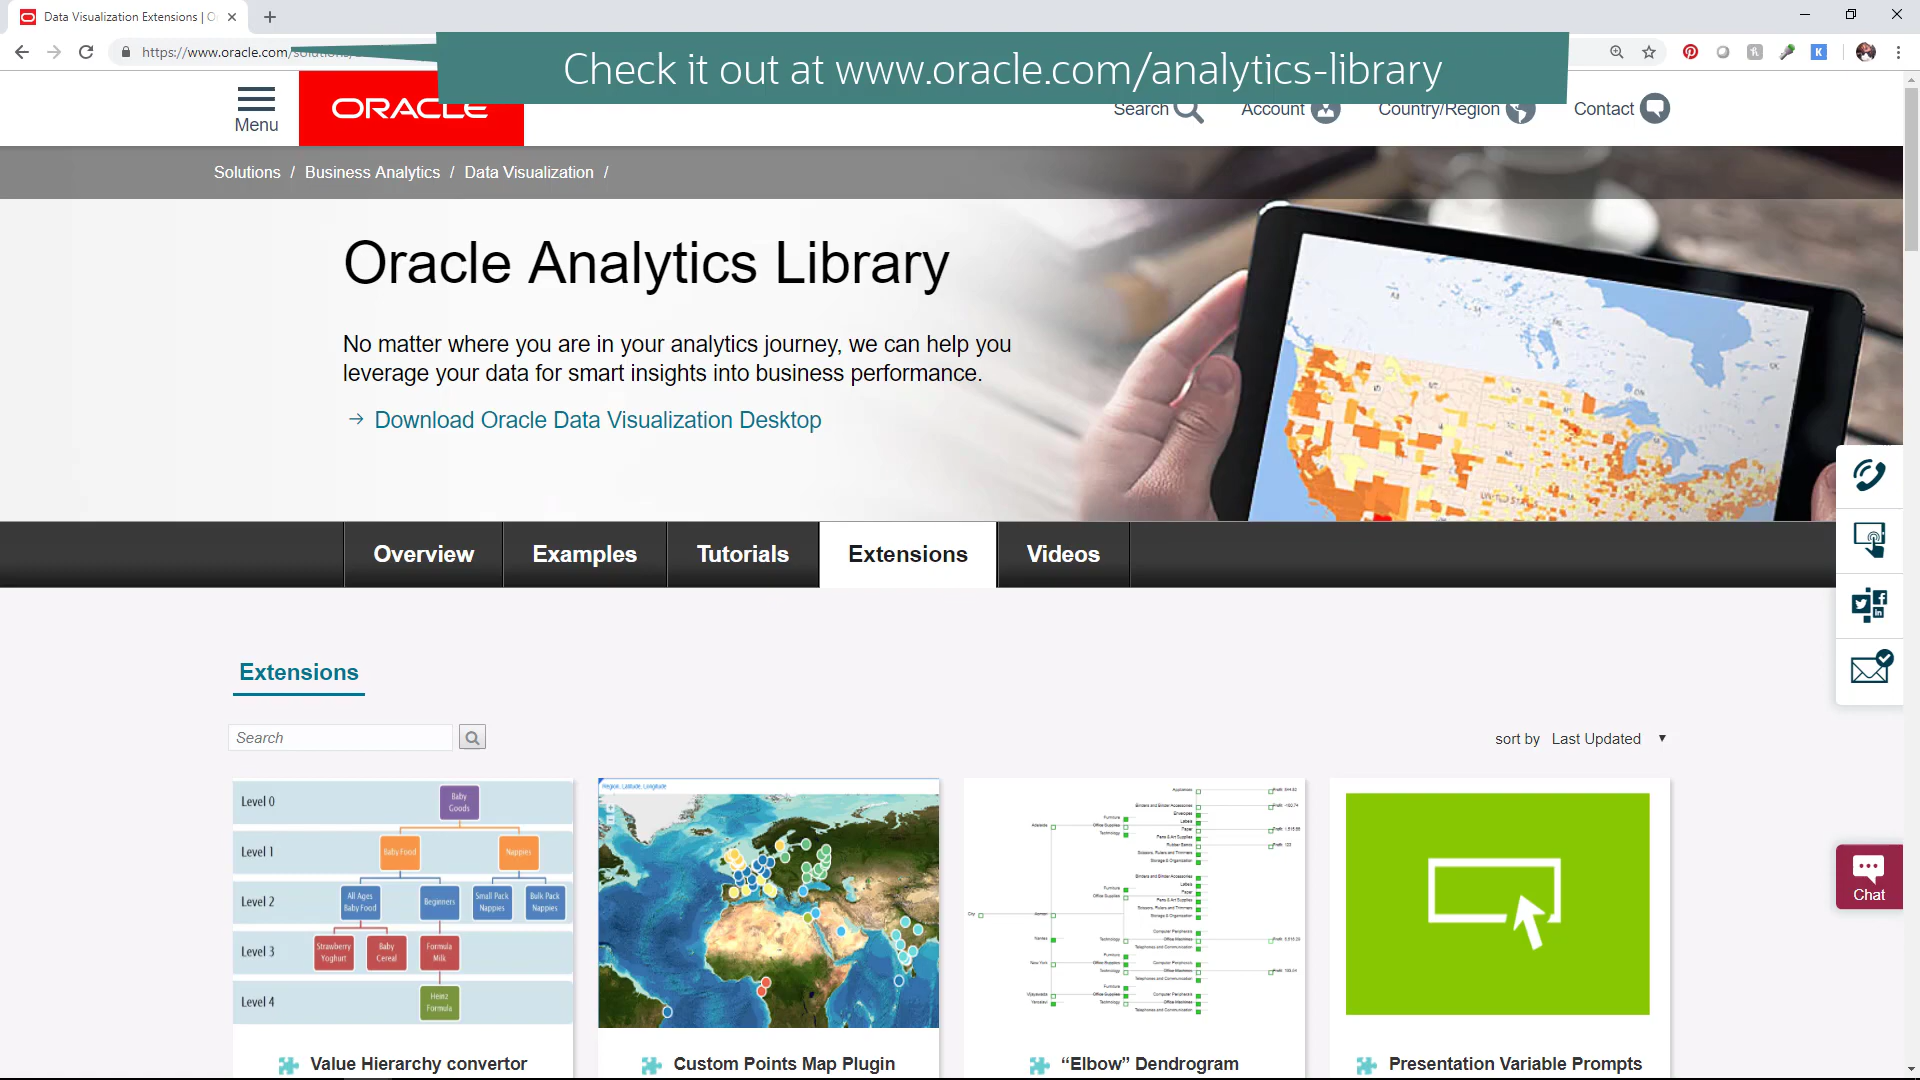 Data Visualization Extensions | O
https://www.oracle.com/solutions
Check it out at www.oracle.com/analytics-library
Menu
ORACLE
Search
Account
Country/Region
Contact
Solutions / Business Analytics / Data Visualization /
Oracle Analytics Library
No matter where you are in your analytics journey, we can help you
leverage your data for smart insights into business performance.
Download Oracle Data Visualization Desktop
Overview
Examples
Tutorials
Extensions
Videos
Extensions
Search
sort by Last Updated
Level 0
Baby
Goods
Level 1
Baby Food
Nappies
Level 2
All Ages
Baby Food
Beginners
Small Pack
Nappies
Bulk Pack
Nappies
Level 3
Strawberry
Yoghurt
Baby
Cereal
Formula
Milk
Level 4
Heinz
Formula
Region, Latitude, Longitude
Chat
Value Hierarchy convertor
Custom Points Map Plugin
“Elbow” Dendrogram
Presentation Variable Prompts